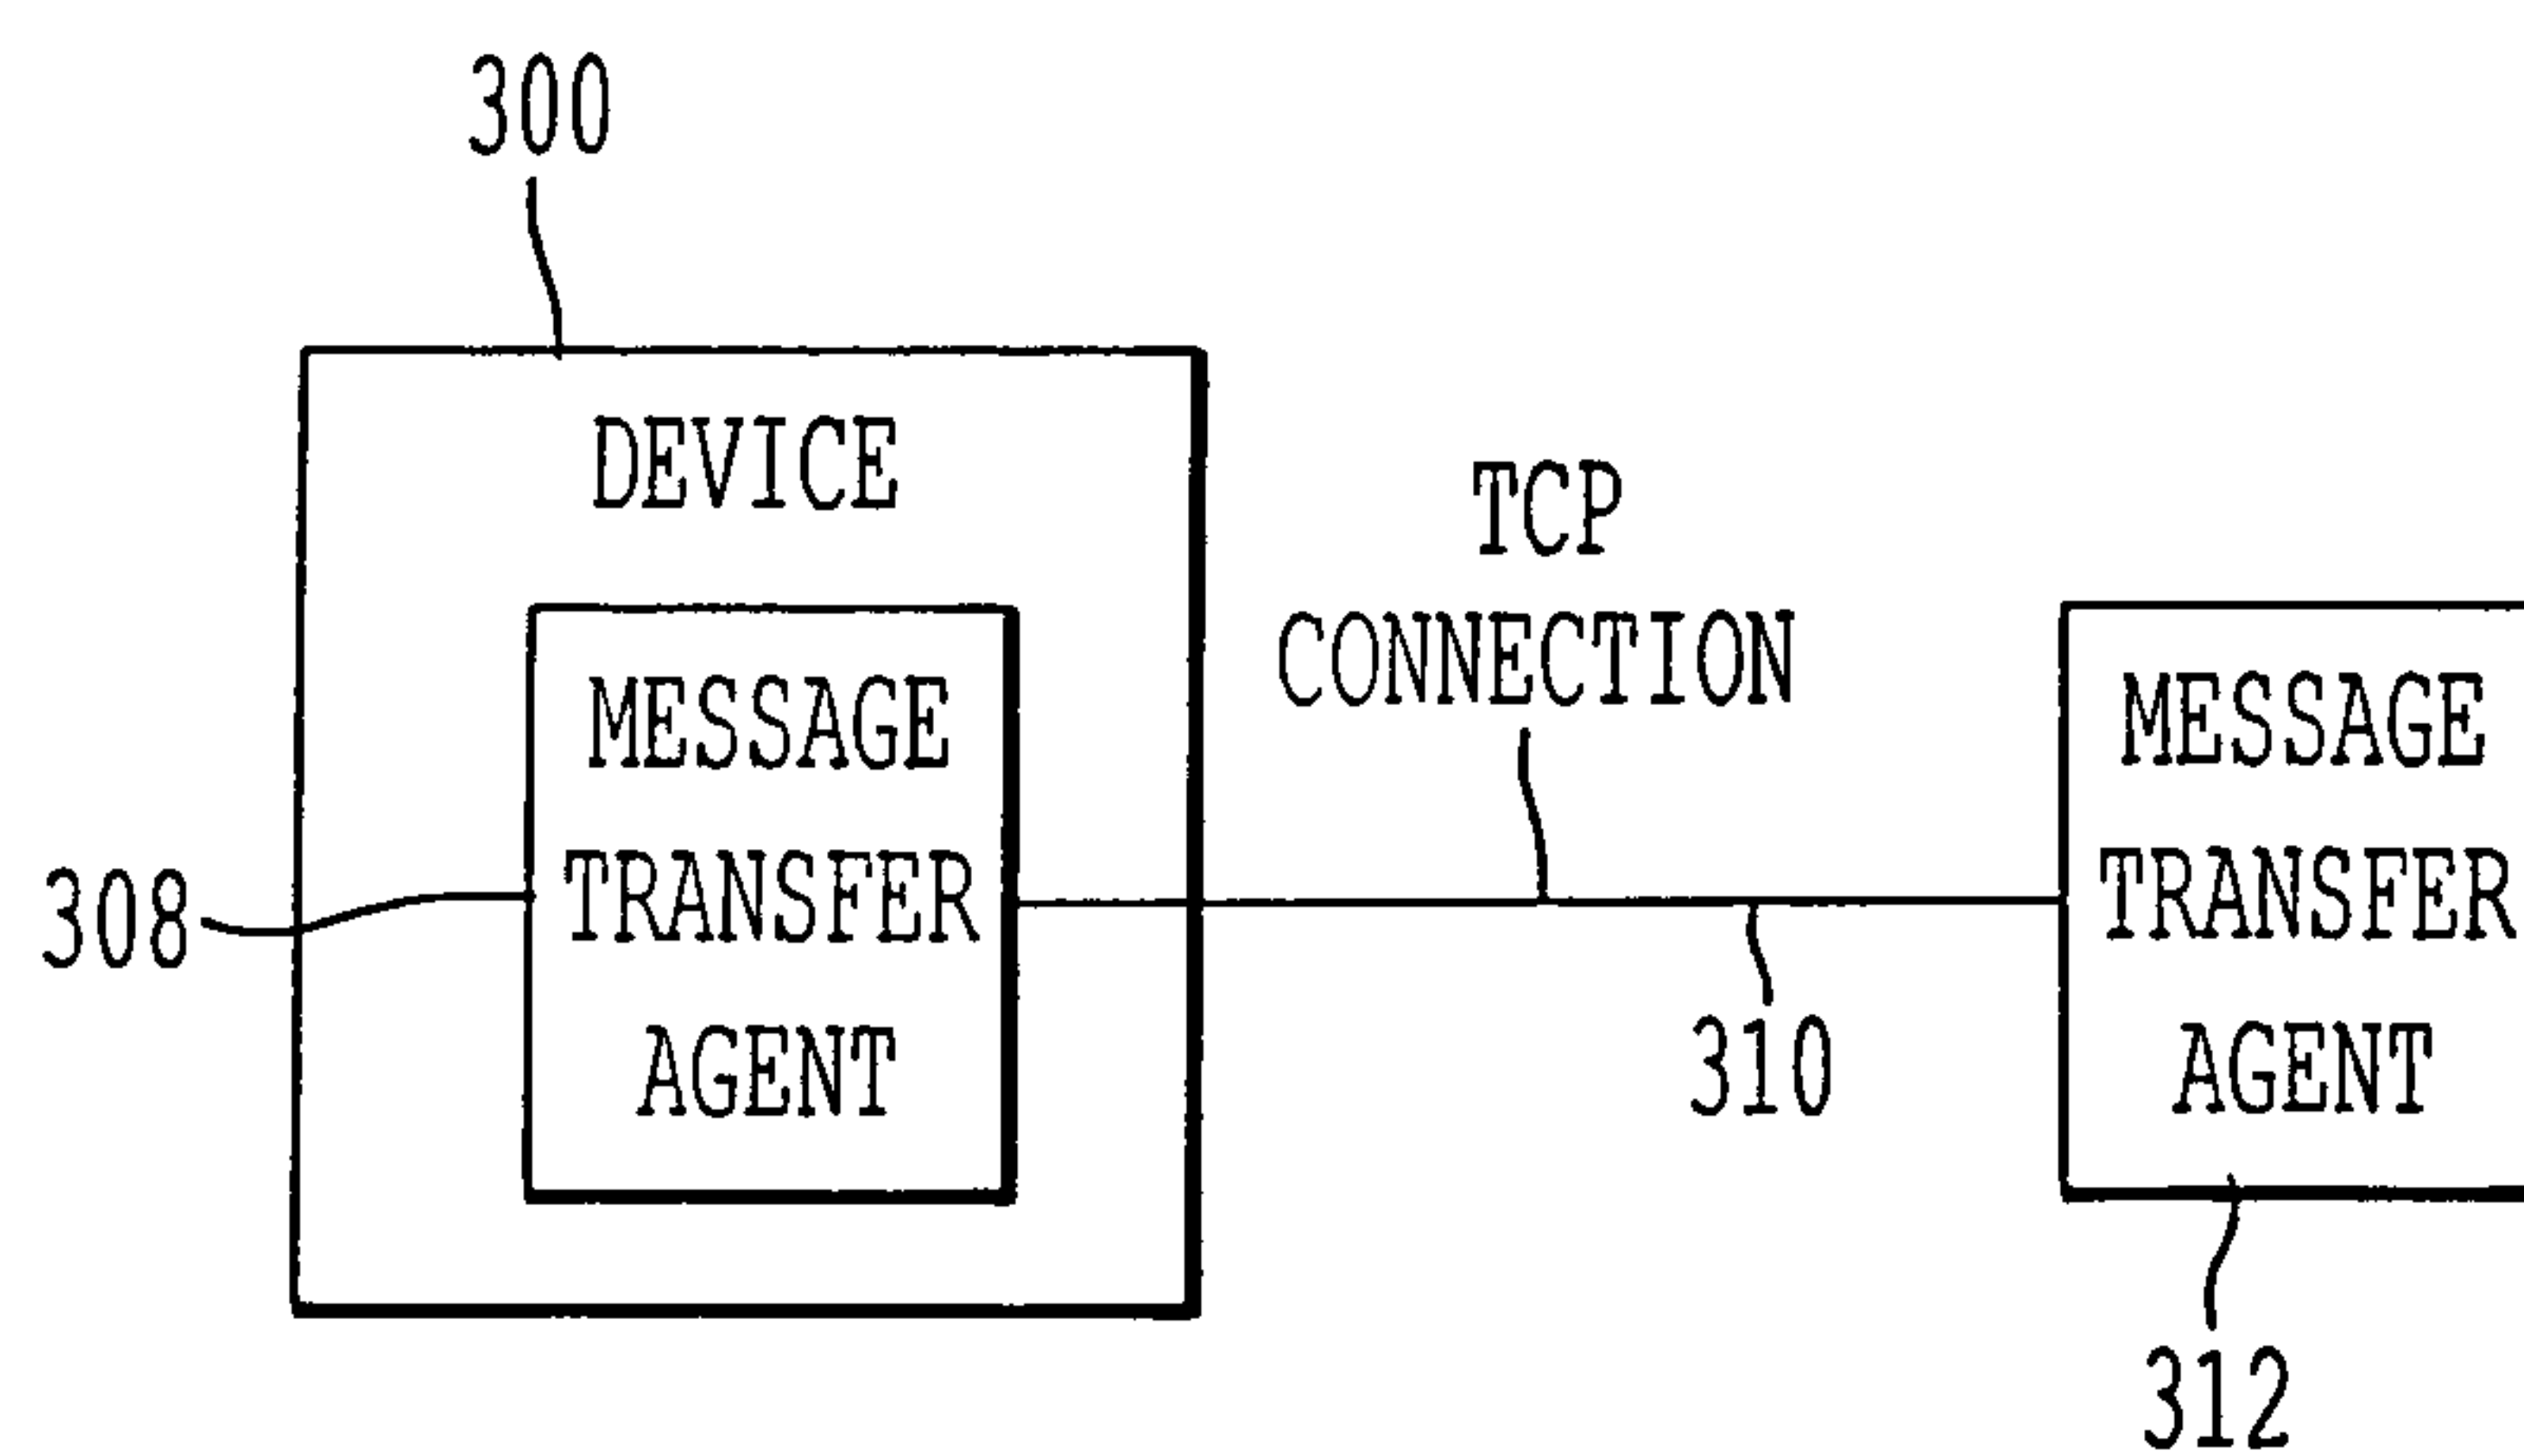 300
DEVICE
MESSAGE
TRANSFER
AGENT
308
TCP
CONNECTION
310
MESSAGE
TRANSFER
AGENT
312